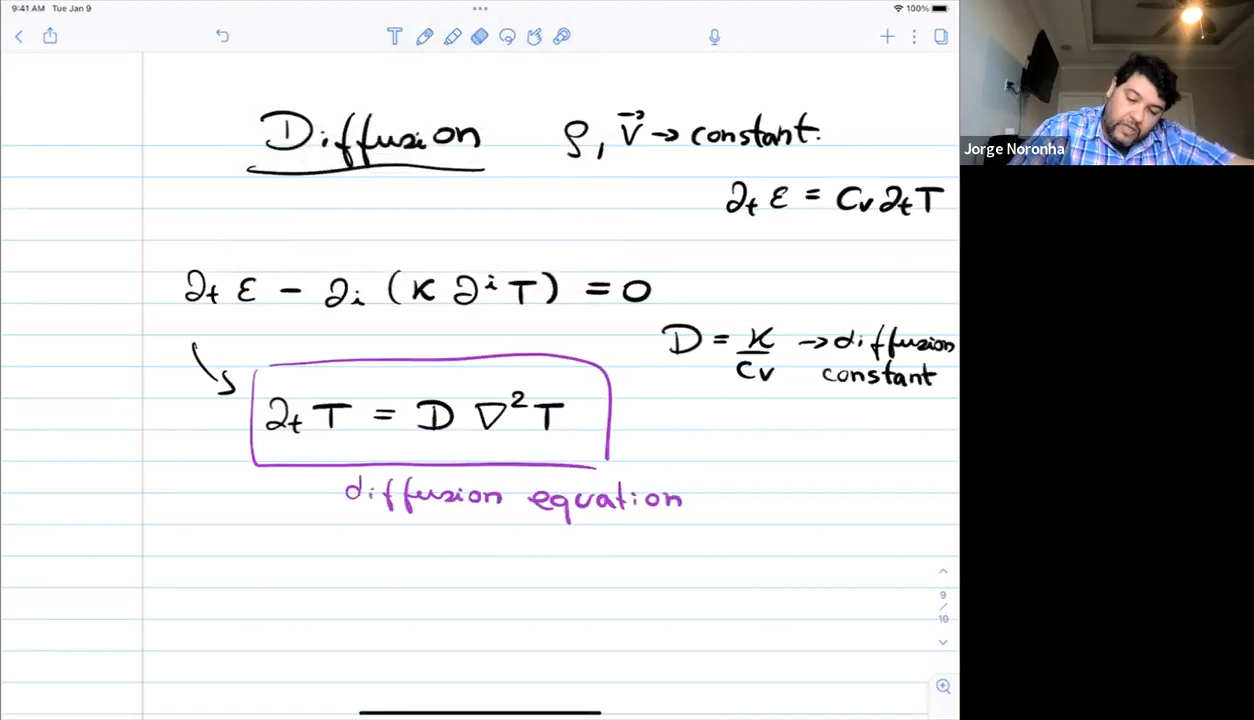 9:41 AM Tue Jan 9
100%
Diffusion ρ, v⃗ → constant.
∂t ε = Cv ∂t T
∂t ε - ∂i (κ ∂^i T) = 0
D = κ/Cv → diffusion
constant
∂t T = D ∇² T
diffusion equation
Jorge Noronha
9
/
10